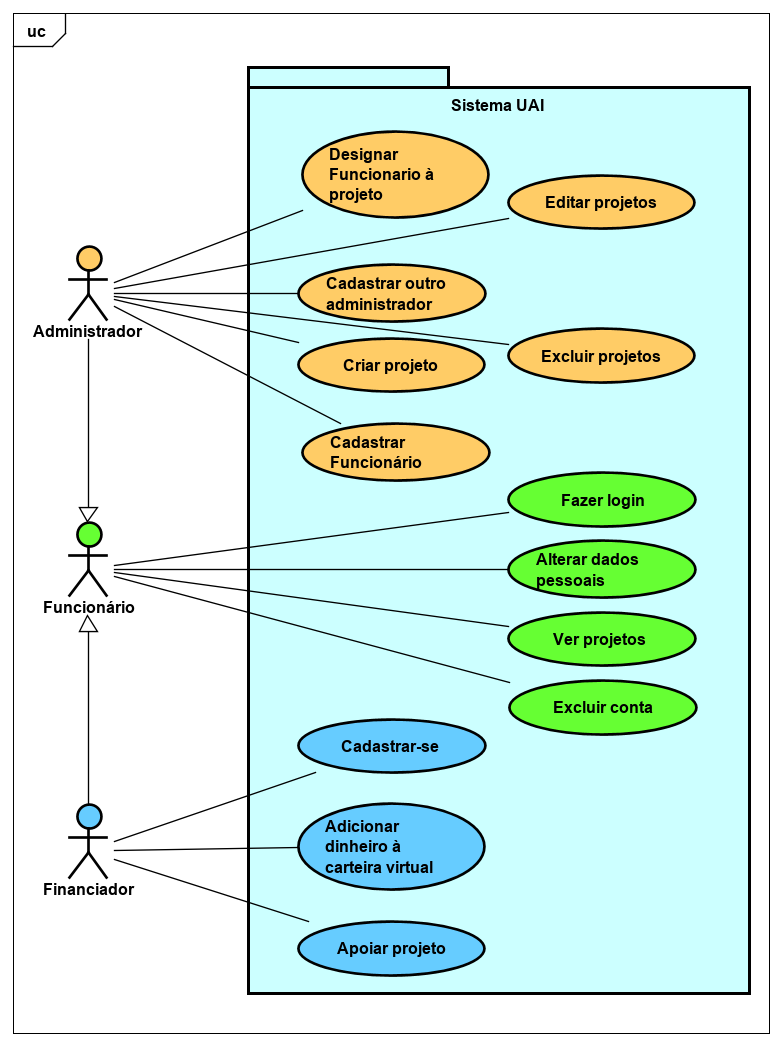 uc
Sistema UAI
Designar
Funcionario à
projeto
Editar projetos
Cadastrar outro
administrador
Administrador
Criar projeto
Excluir projetos
Cadastrar
Funcionário
Fazer login
Alterar dados
pessoais
Funcionário
Ver projetos
Excluir conta
Cadastrar-se
Adicionar
dinheiro à
carteira virtual
Financiador
Apoiar projeto